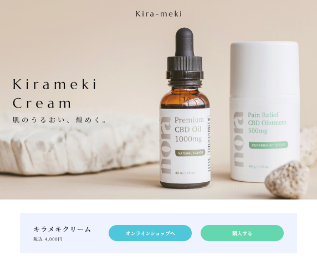 Kira-meki
Kirameki
Cream
肌のうるおい、煌めく。
nora
Premium
CBD Oil
1000mg
nora
Pain Relief
CBD Ointment
300mg
キラメキクリーム
税込 4,000円
オンラインショップへ
購入する